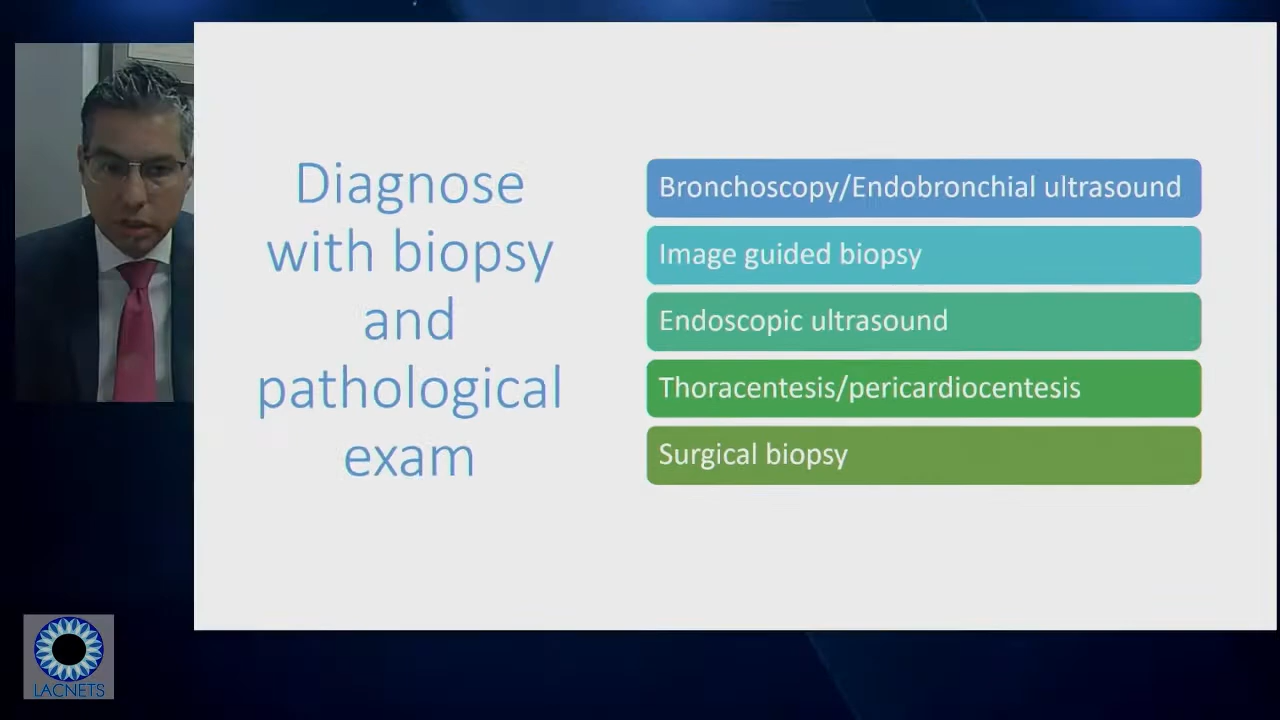 Diagnose
with biopsy
and
pathological
exam
Bronchoscopy/Endobronchial ultrasound
Image guided biopsy
Endoscopic ultrasound
Thoracentesis/pericardiocentesis
Surgical biopsy
LACNETS